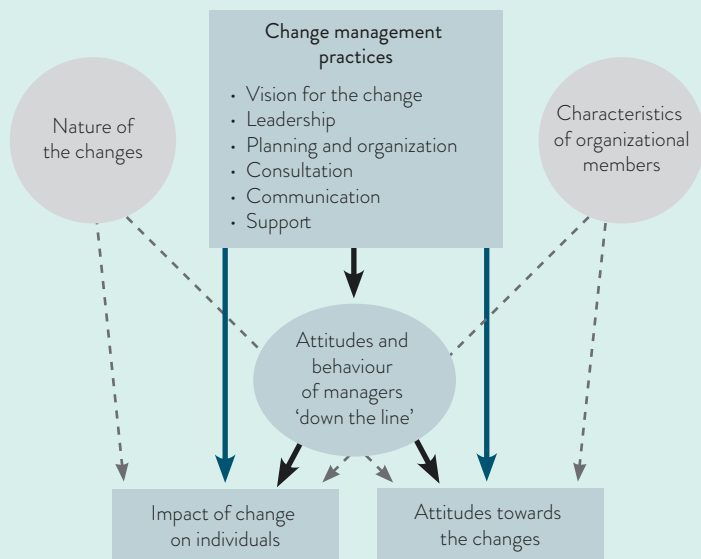 Change management
practices
· Vision for the change
· Leadership
· Planning and organization
· Consultation
· Communication
· Support
Nature of
the changes
Characteristics
of organizational
members
Attitudes and
behaviour
of managers
‘down the line’
Impact of change
on individuals
Attitudes towards
the changes